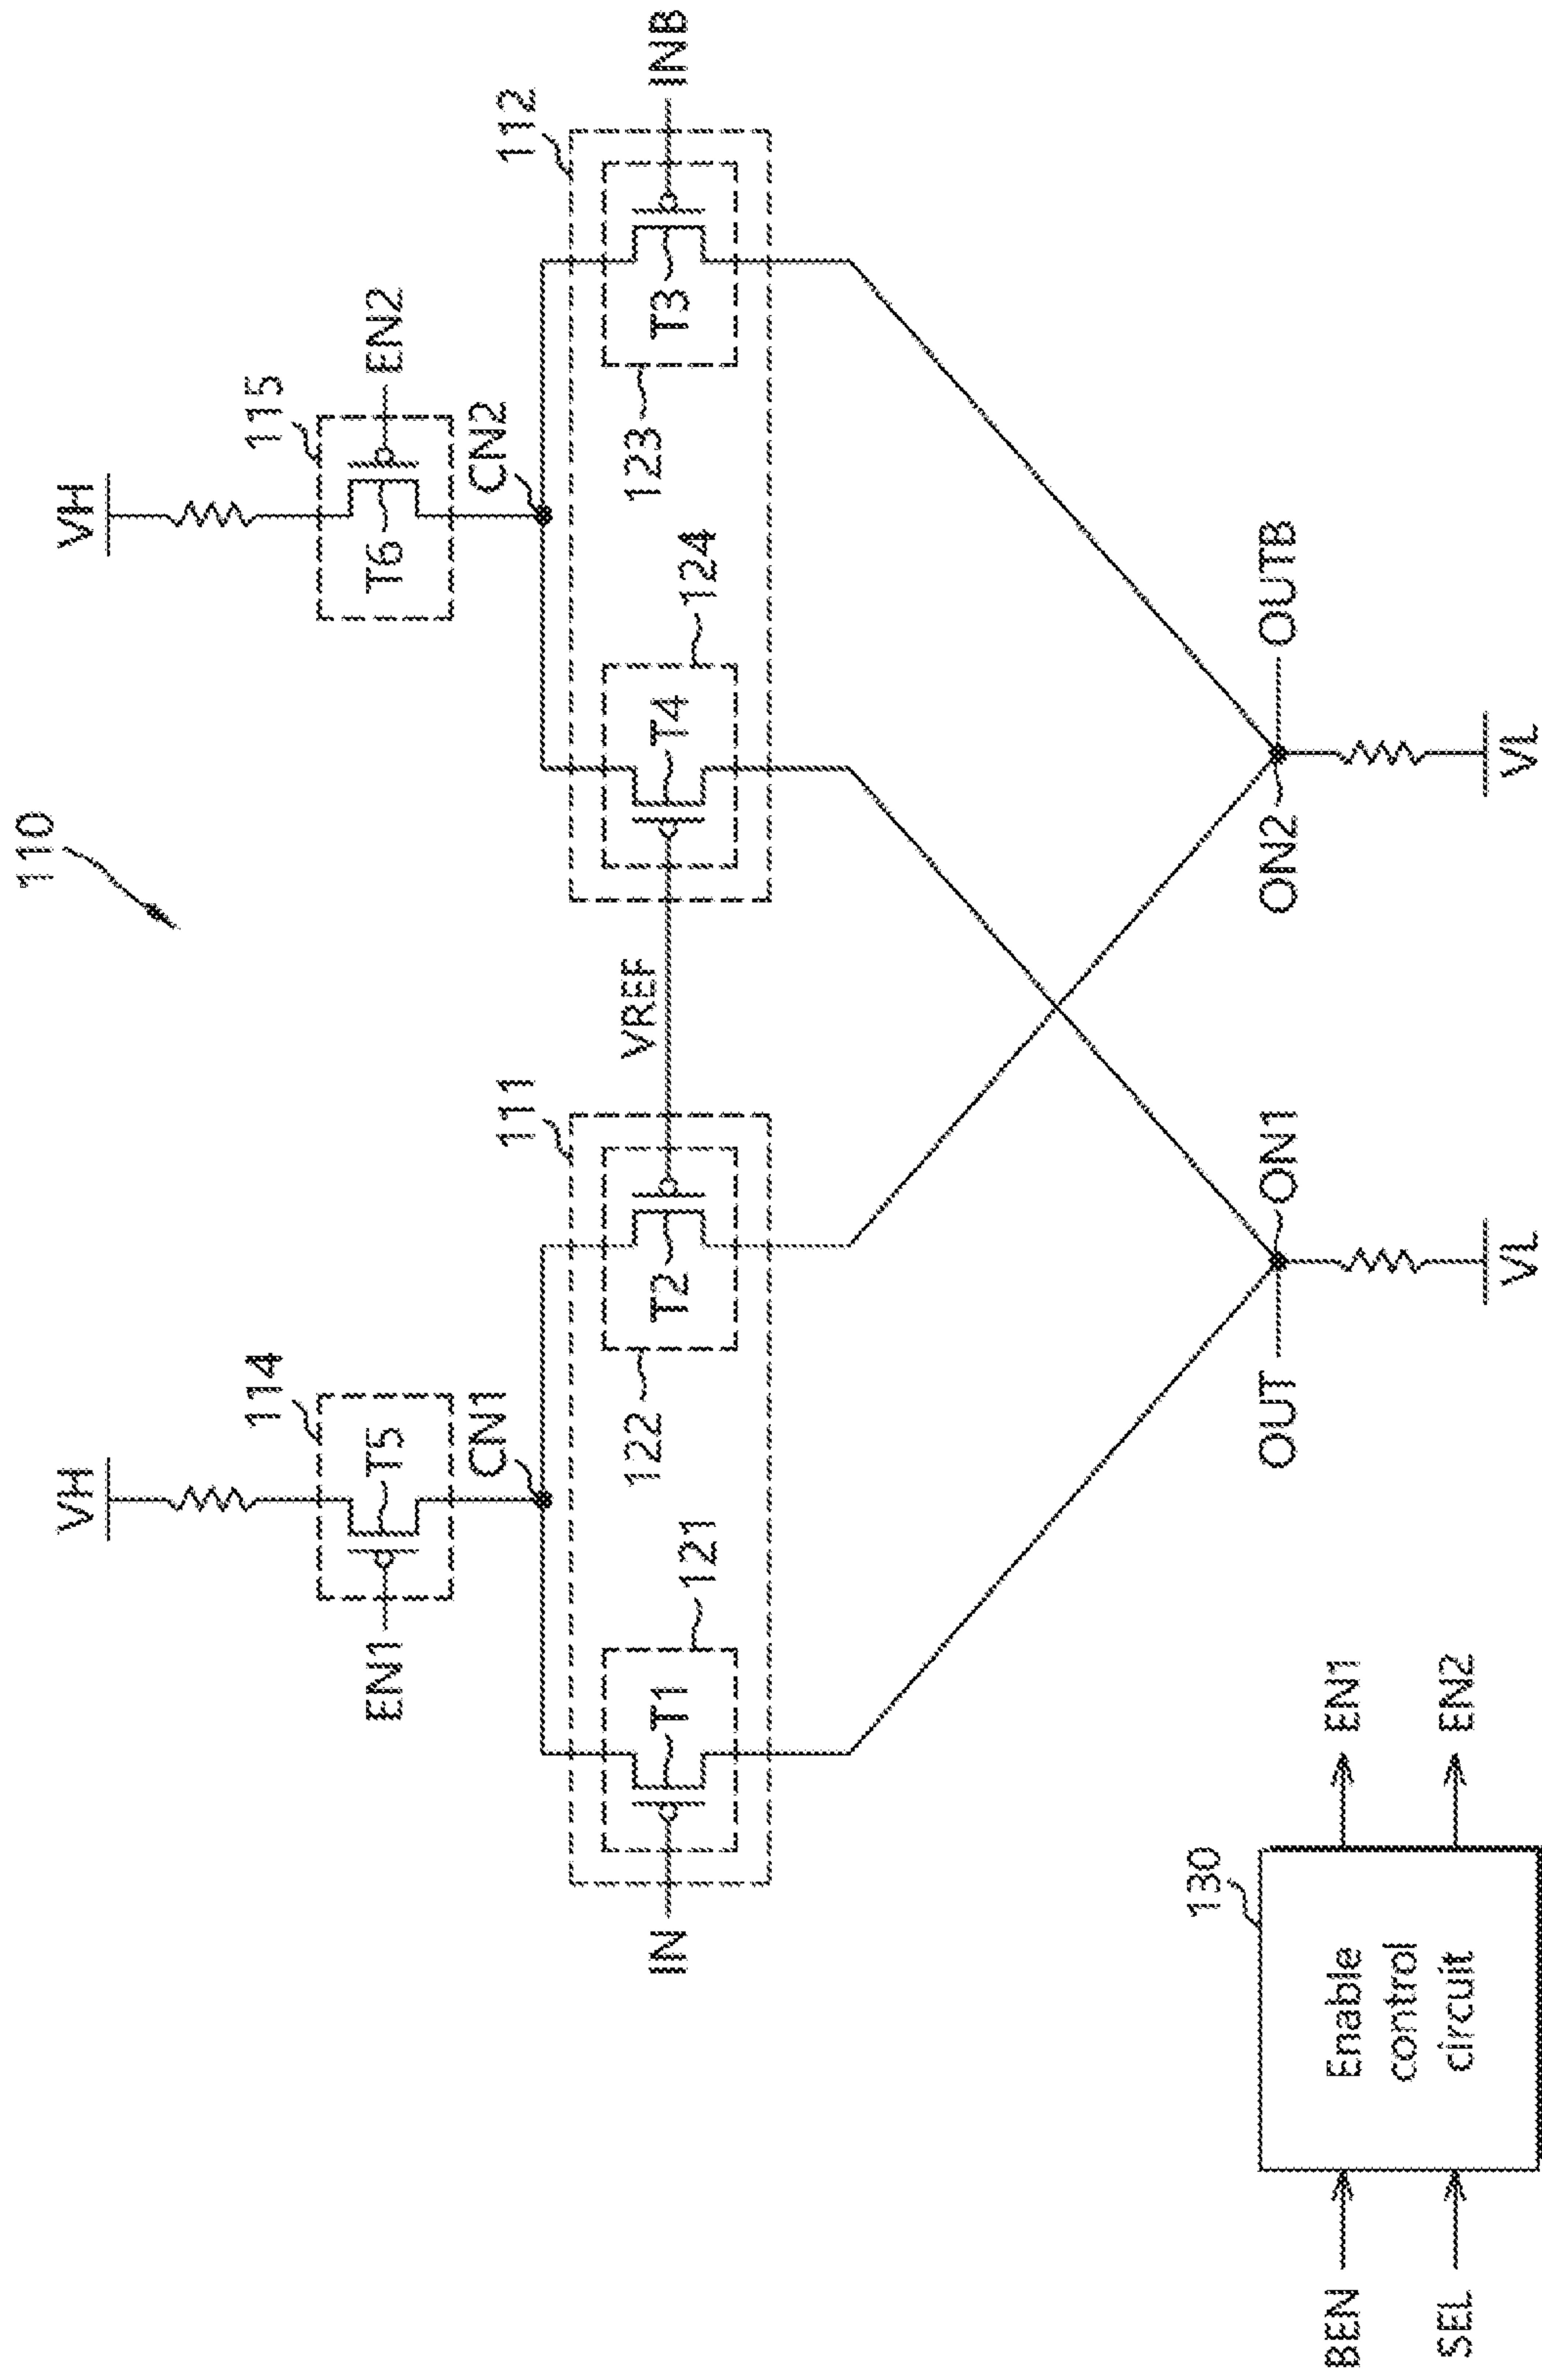 110
VH
VH
114
115
EN1
T5
T6
EN2
CN1
CN2
111
112
IN
T1
T2
VREF
T4
T3
INB
121
122
124
123
OUT
ON1
ON2
OUTB
VL
VL
130
BEN
SEL
Enable
control
circuit
EN1
EN2